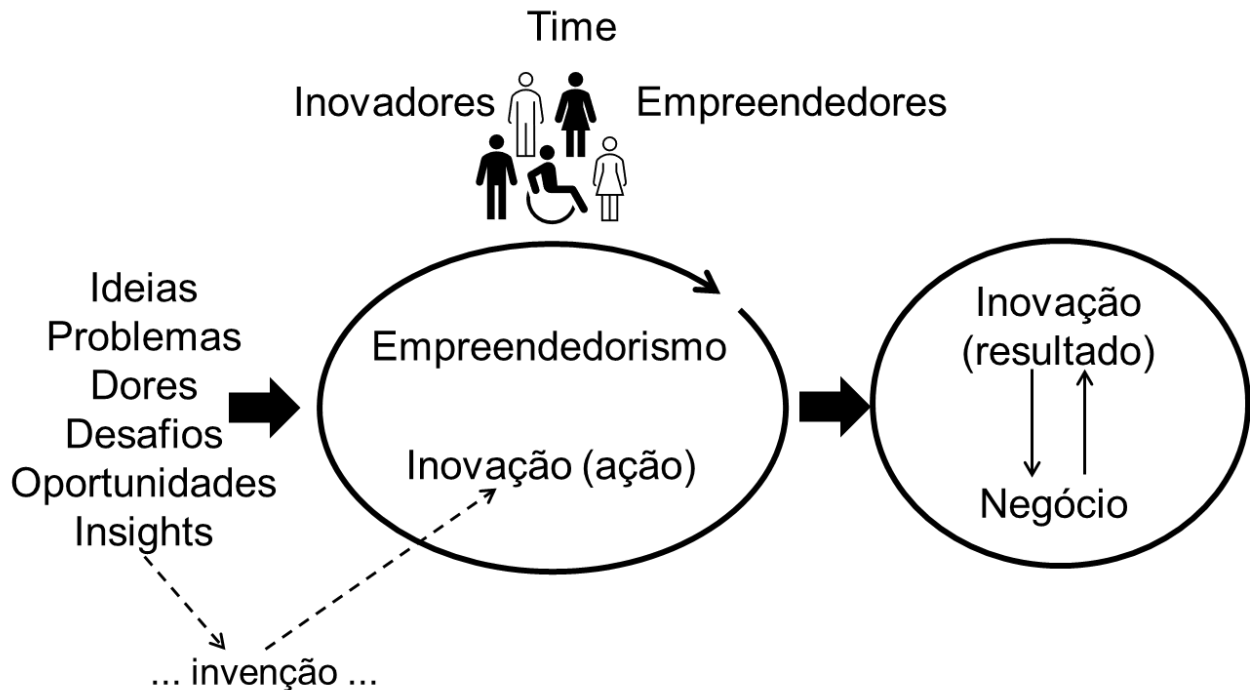 Time
Inovadores
Empreendedores
Ideias
Problemas
Dores
Desafios
Oportunidades
Insights
... invenção ...
Empreendedorismo
Inovação (ação)
Inovação
(resultado)
Negócio